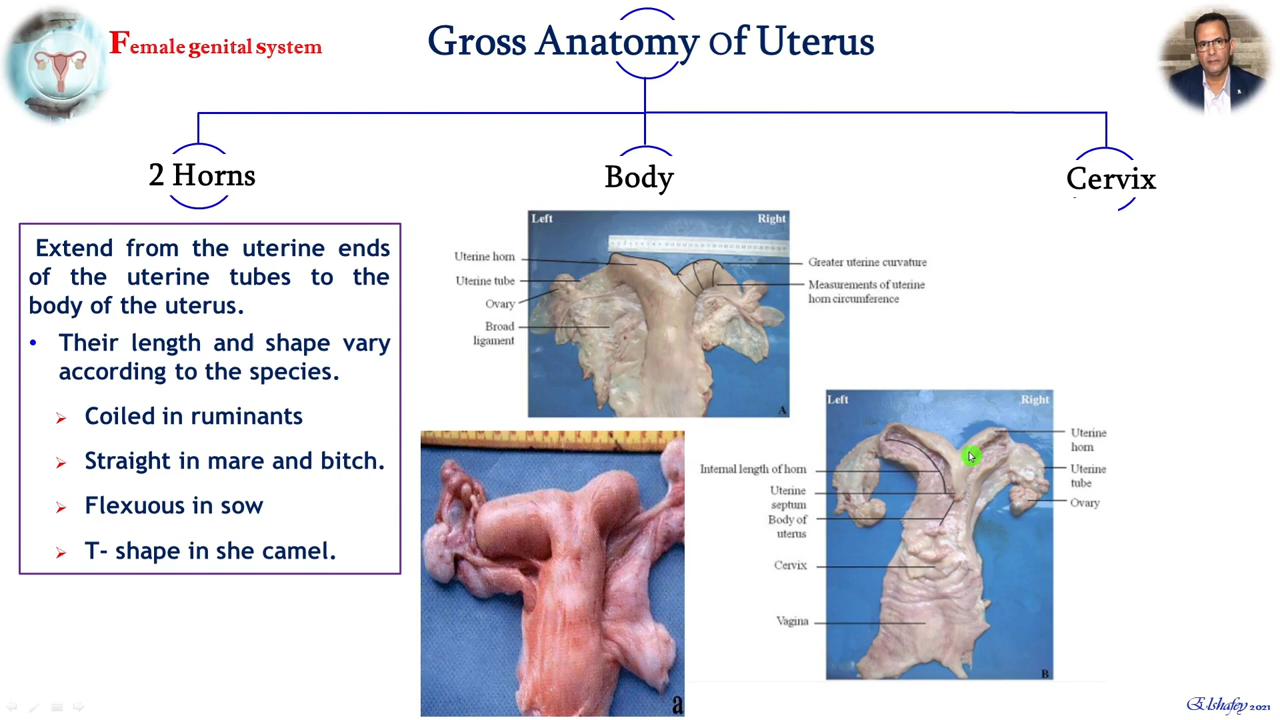 Female genital system
Gross Anatomy of Uterus
2 Horns
Body
Cervix
Extend from the uterine ends
of the uterine tubes to the
body of the uterus.
• Their length and shape vary
according to the species.
Coiled in ruminants
Straight in mare and bitch.
Flexuous in sow
T- shape in she camel.
Left
Right
Uterine horn
Uterine tube
Ovary
Broad
ligament
Greater uterine curvature
Measurements of uterine
horn circumference
A
Left
Right
Internal length of horn
Uterine
septum
Body of
uterus
Cervix
Vagina
Uterine
horn
Uterine
tube
Ovary
B
a
Elshafey 2021